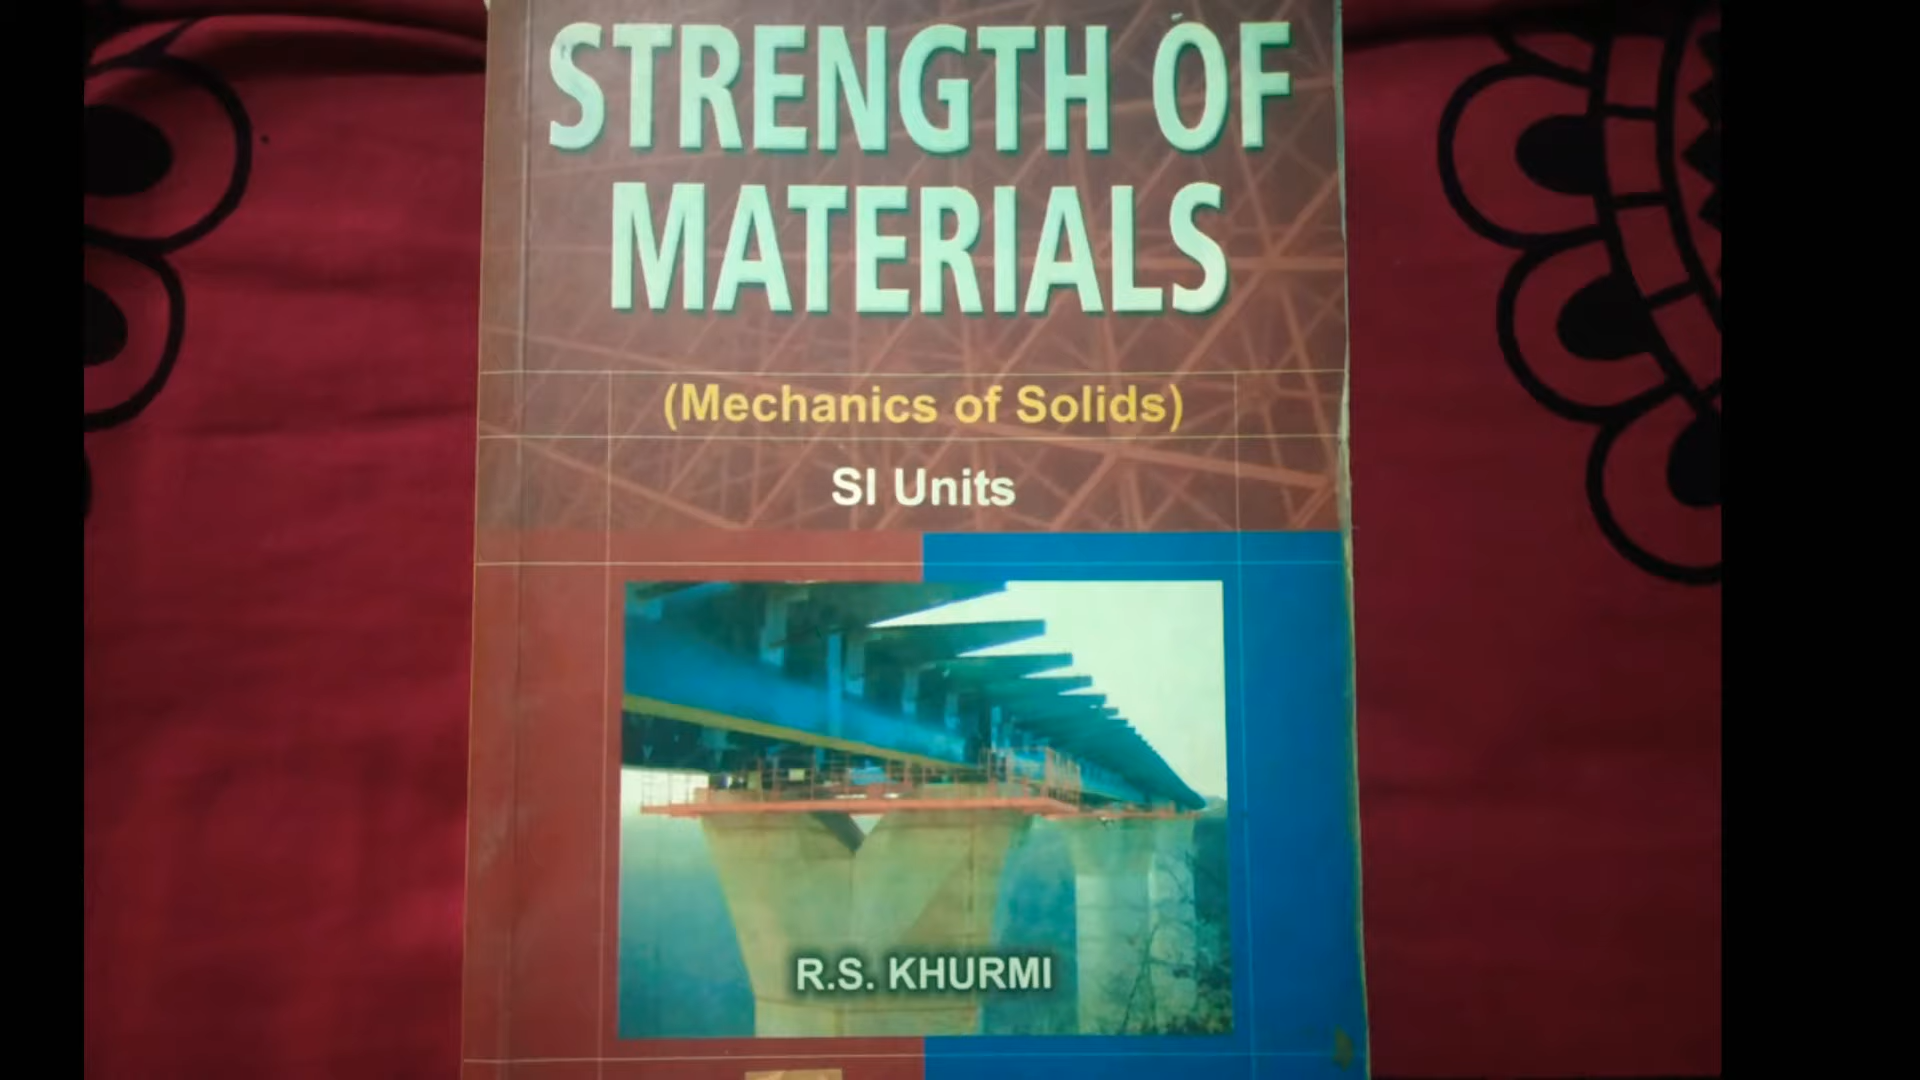 STRENGTH OF
MATERIALS
(Mechanics of Solids)
SI Units
R.S. KHURMI